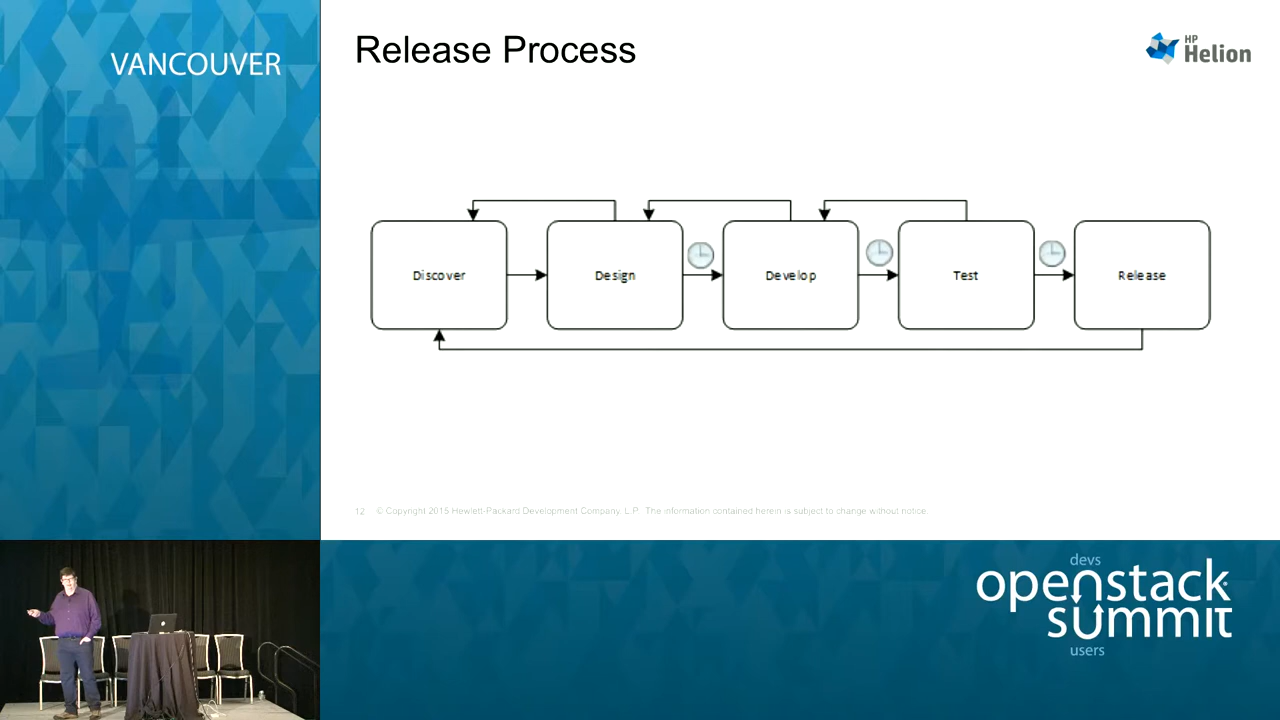 VANCOUVER
Release Process
HP
Helion
Discover
Design
Develop
Test
Release
12 © Copyright 2015 Hewlett-Packard Development Company, L.P. The information contained herein is subject to change without notice.
devs
openstack
summit
users